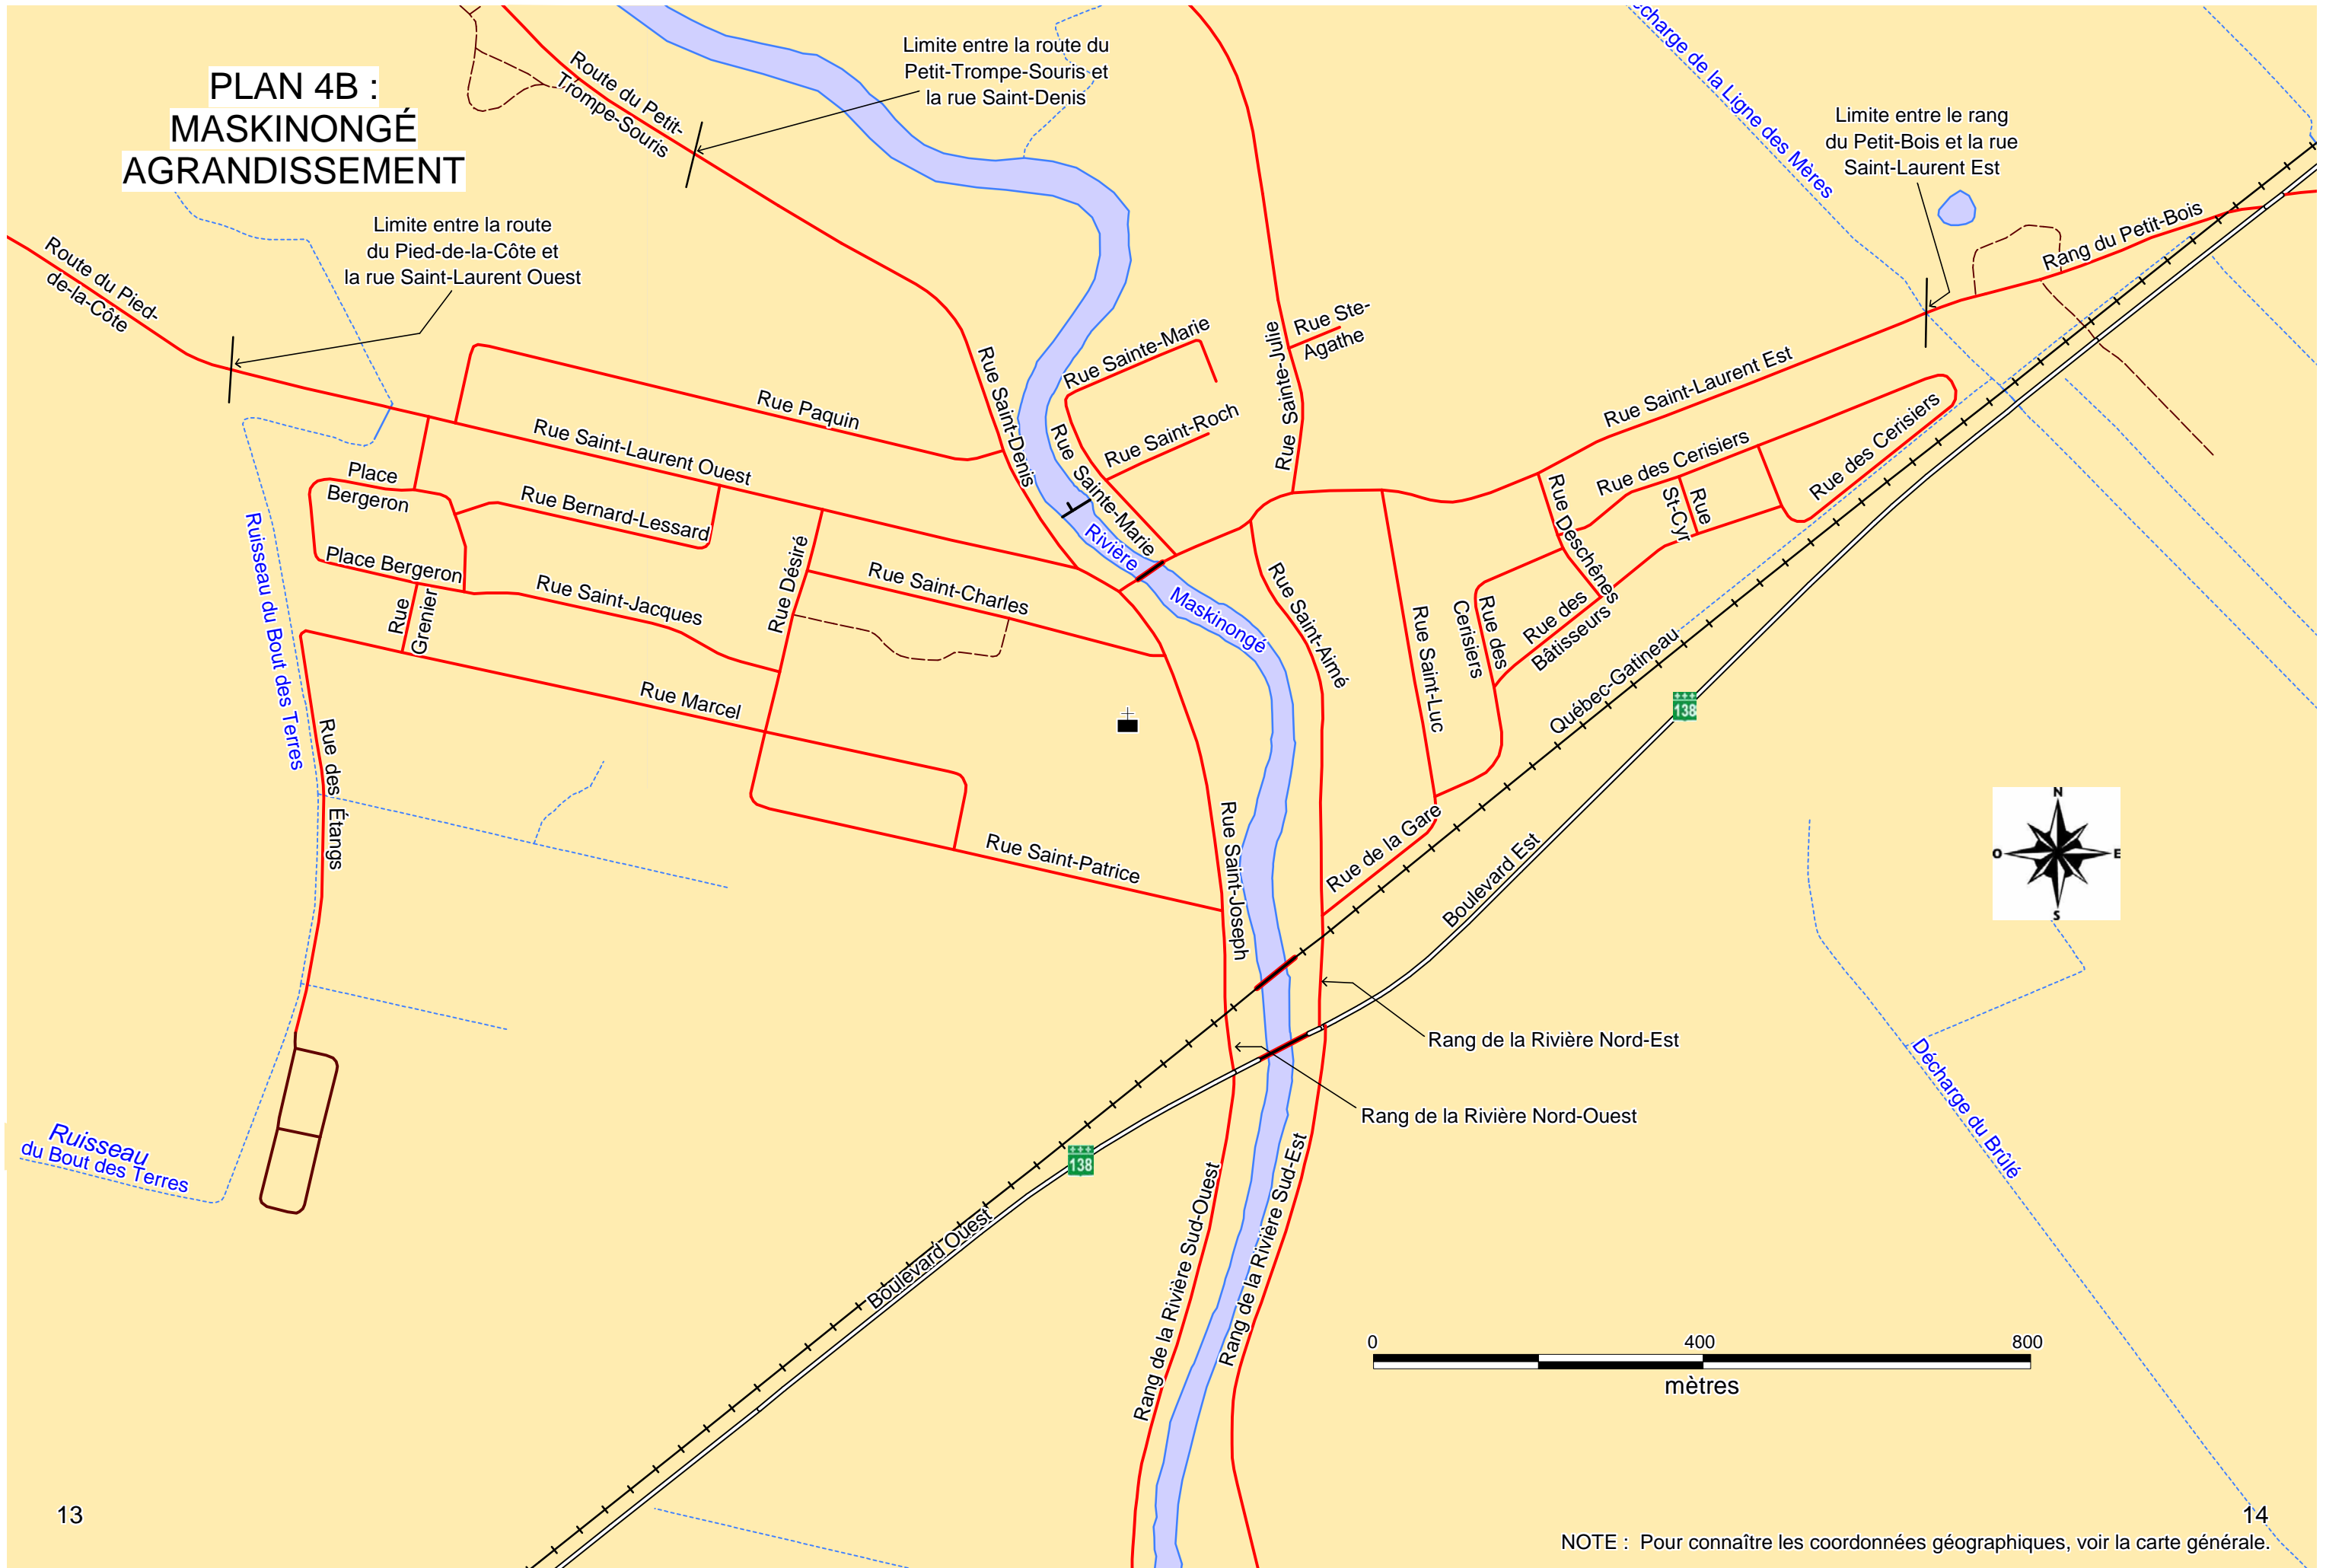 PLAN 4B :
MASKINONGÉ
AGRANDISSEMENT
Limite entre la route du
Petit-Trompe-Souris et
la rue Saint-Denis
Route du Petit-
Trompe-Souris
Limite entre la route
du Pied-de-la-Côte et
la rue Saint-Laurent Ouest
Route du Pied-
de-la-Côte
charge de la Ligne des Mères
Limite entre le rang
du Petit-Bois et la rue
Saint-Laurent Est
Rang du Petit-Bois
Rue Ste-
Agathe
Rue Sainte-Julie
Rue Sainte-Marie
Rue Saint-Roch
Rue Sainte-Marie
Rue Saint-Denis
Rue Paquin
Rue Saint-Laurent Ouest
Rue Saint-Laurent Est
Place
Bergeron
Rue Bernard-Lessard
Place Bergeron
Rue
Grenier
Rue Saint-Jacques
Rue Désiré
Rue Saint-Charles
Rivière
Maskinongé
Rue Saint-Aimé
Rue Saint-Luc
Rue Deschênes
Rue des Cerisiers
Rue des Cerisiers
Rue
St-Cyr
Rue des
Cerisiers
Rue des
Bâtisseurs
Québec-Gatineau
138
Ruisseau du Bout des Terres
Rue Marcel
Rue des Étangs
Rue Saint-Patrice
Rue Saint-Joseph
Rue de la Gare
Boulevard Est
N
O
E
S
Rang de la Rivière Nord-Est
Rang de la Rivière Nord-Ouest
Décharge du Brûlé
Ruisseau
du Bout des Terres
138
Boulevard Ouest
Rang de la Rivière Sud-Ouest
Rang de la Rivière Sud-Est
0 400 800
mètres
13
14
NOTE : Pour connaître les coordonnées géographiques, voir la carte générale.